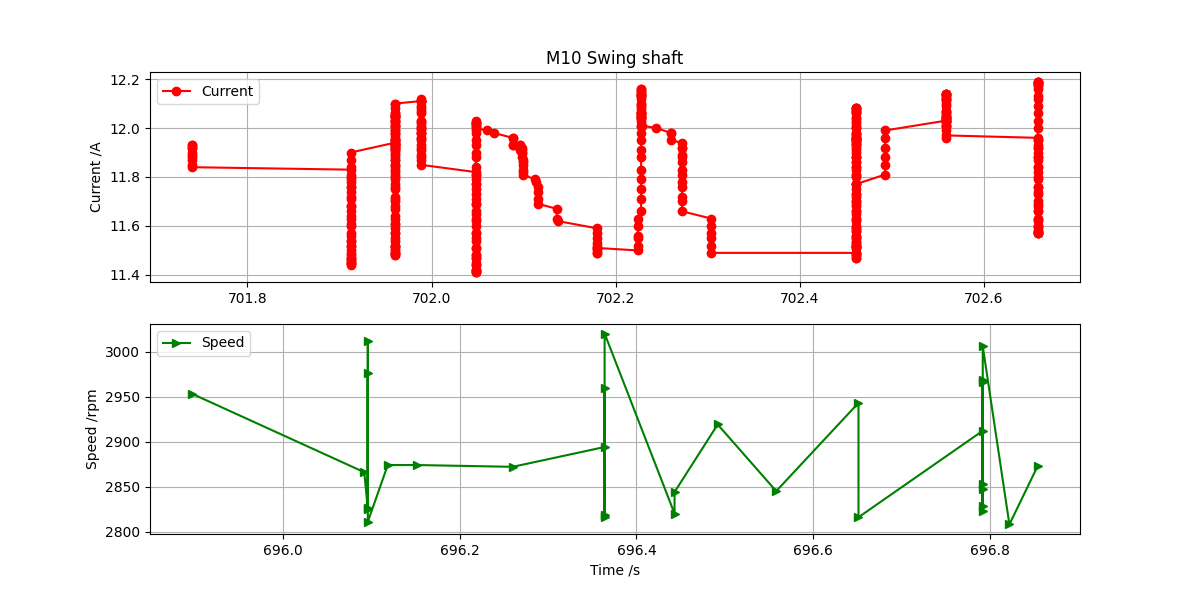 M10 Swing shaft
Current /A
12.2
12.0
11.8
11.6
11.4
Current
701.8 702.0 702.2 702.4 702.6
Speed /rpm
3000
2950
2900
2850
2800
Speed
696.0 696.2 696.4 696.6 696.8
Time /s